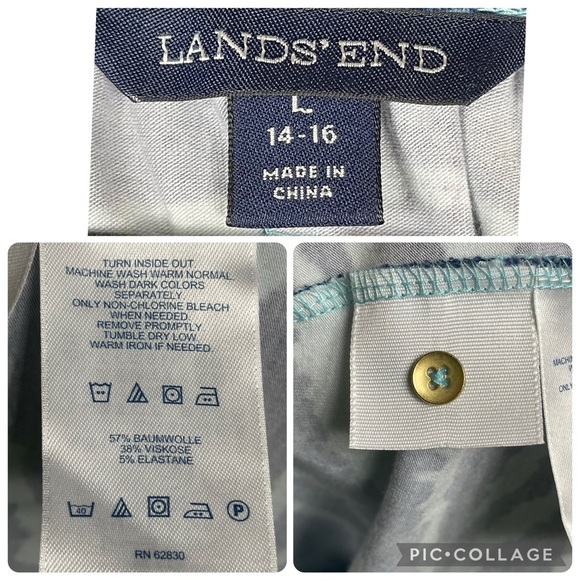 LANDS' END
L
14-16
MADE IN
CHINA
TURN INSIDE OUT.
MACHINE WASH WARM NORMAL
WASH DARK COLORS
SEPARATELY
ONLY NON-CHLORINE BLEACH
WHEN NEEDED.
REMOVE PROMPTLY
TUMBLE DRY LOW
WARM IRON IF NEEDED.
57% BAUMWOLLE
38% VISKOSE
5% ELASTANE
40
P
RN 62830
MACHIN
ONLY
PIC•COLLAGE